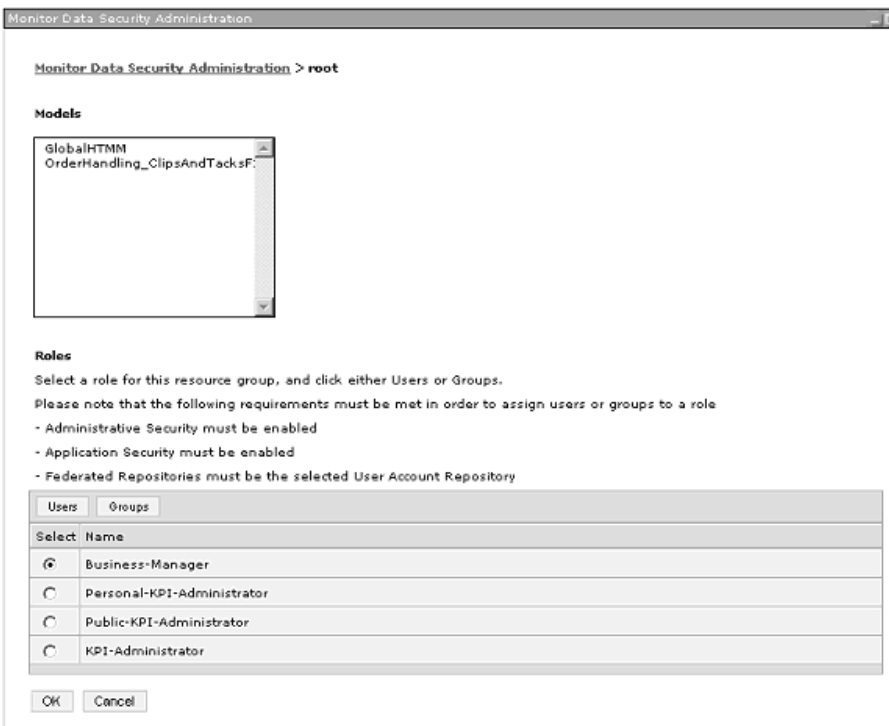 Monitor Data Security Administration
Monitor Data Security Administration > root
Models
GlobalHTMM
OrderHandling_ClipsAndTacksF
Roles
Select a role for this resource group, and click either Users or Groups.
Please note that the following requirements must be met in order to assign users or groups to a role
- Administrative Security must be enabled
- Application Security must be enabled
- Federated Repositories must be the selected User Account Repository
Users Groups
Select Name
Business-Manager
Personal-KPI-Administrator
Public-KPI-Administrator
KPI-Administrator
OK Cancel